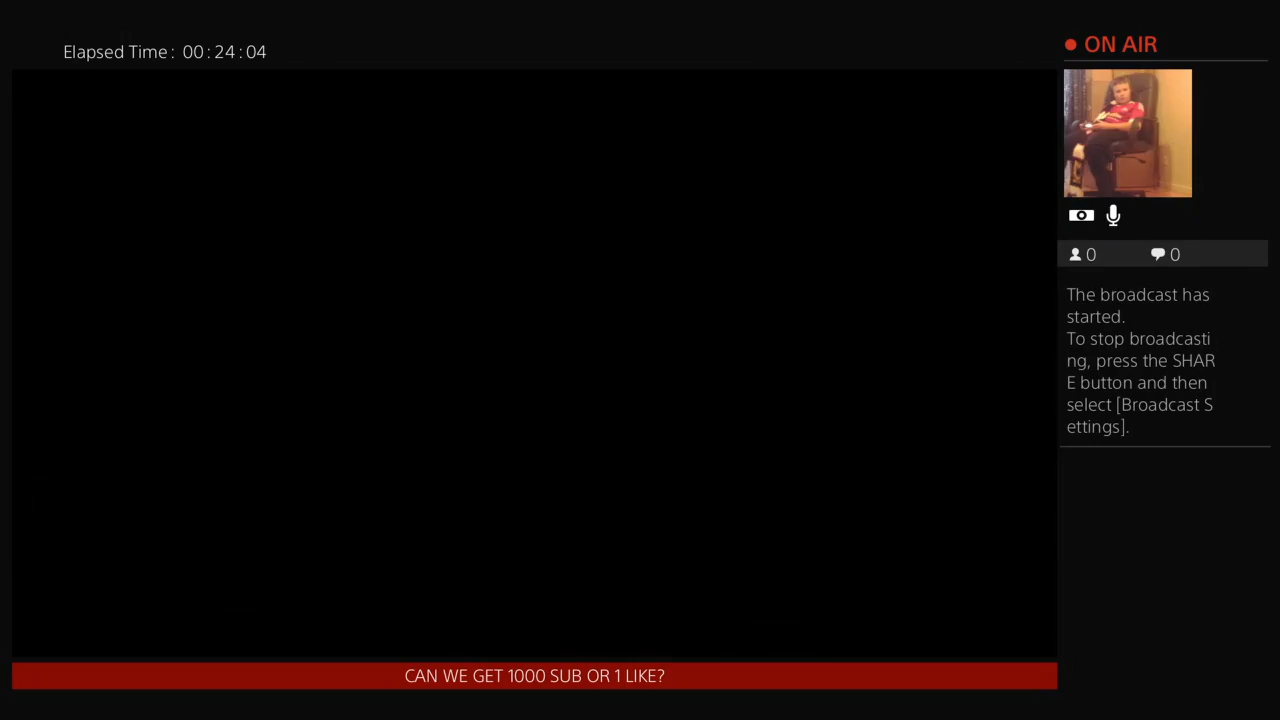 Elapsed Time: 00:24:04
ON AIR
0 0
The broadcast has
started.
To stop broadcasti
ng, press the SHAR
E button and then
select [Broadcast S
ettings].
CAN WE GET 1000 SUB OR 1 LIKE?